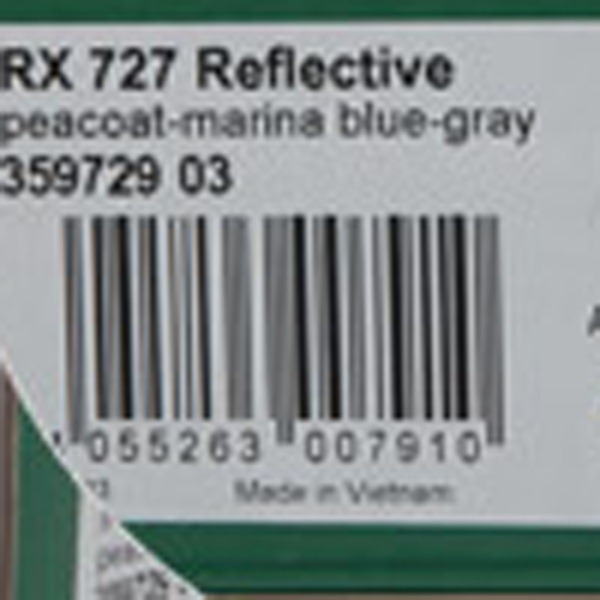 RX 727 Reflective
peacoat-marina blue-gray
359729 03
055263 007910
Made in Vietnam